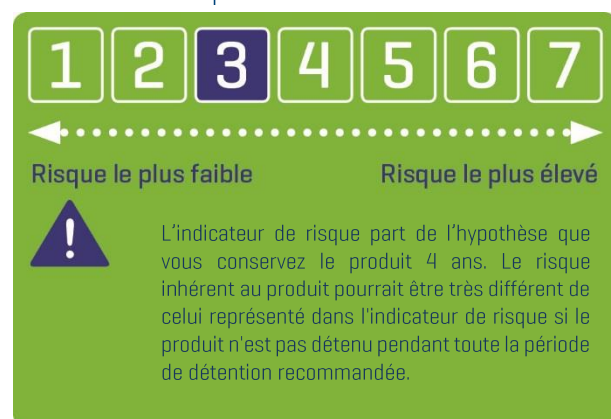 1 2 3 4 5 6 7
Risque le plus faible Risque le plus élevé
!
L'indicateur de risque part de l'hypothèse que
vous conservez le produit 4 ans. Le risque
inhérent au produit pourrait être très différent de
celui représenté dans l'indicateur de risque si le
produit n'est pas détenu pendant toute la période
de détention recommandée.